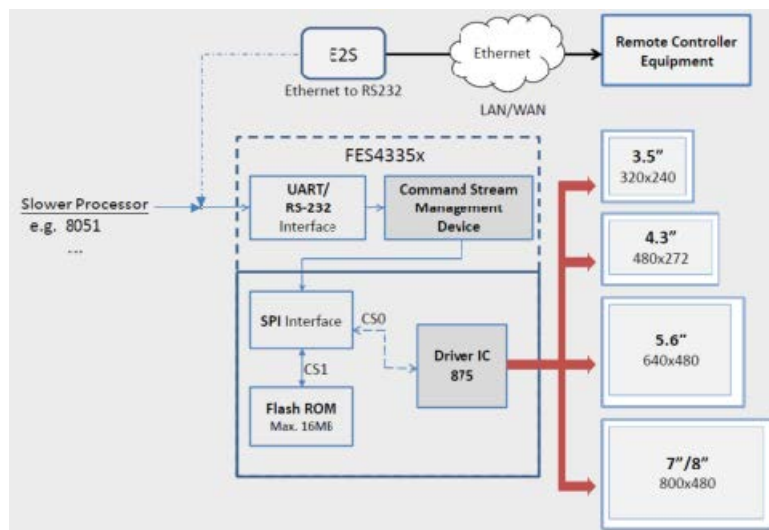 E2S
Ethernet to RS232
Ethernet
LAN/WAN
Remote Controller
Equipment
FES4335x
Slower Processor
e.g. 8051
...
UART/
RS-232
Interface
Command Stream
Management
Device
SPI Interface
CS0
CS1
Driver IC
875
Flash ROM
Max. 16MB
3.5”
320x240
4.3”
480x272
5.6”
640x480
7”/8”
800x480